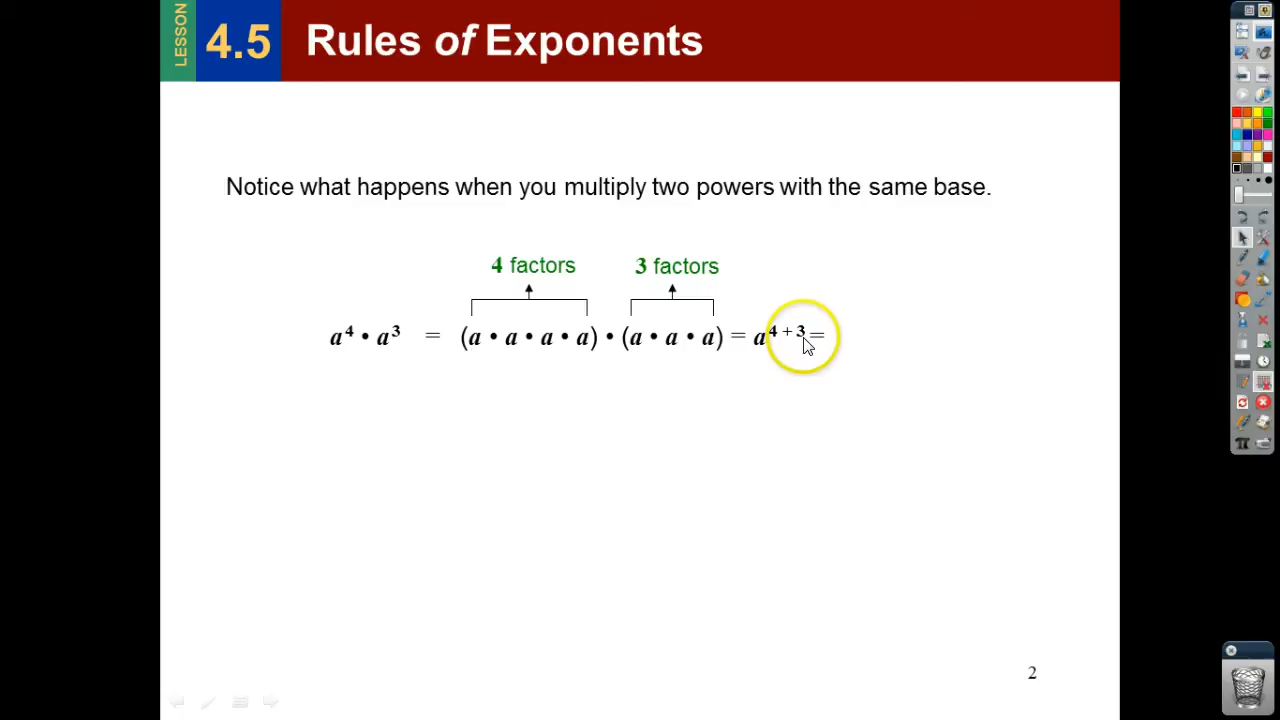 LESSON
4.5 Rules of Exponents
Notice what happens when you multiply two powers with the same base.
4 factors 3 factors
a⁴ • a³ = (a • a • a • a) • (a • a • a) = a⁴ ⁺ ³ =
2